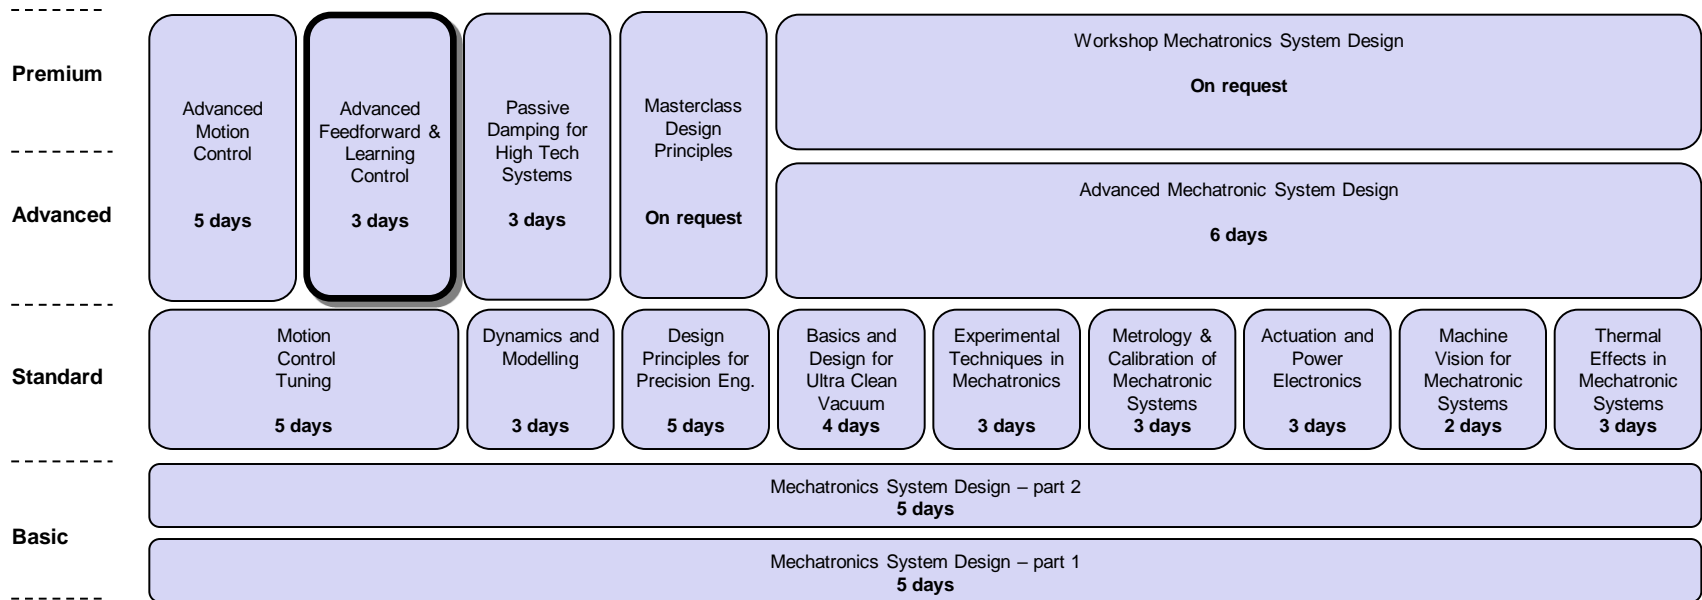 Premium
Advanced
Motion
Control
5 days
Advanced
Feedforward &
Learning
Control
3 days
Passive
Damping for
High Tech
Systems
3 days
Masterclass
Design
Principles
On request
Workshop Mechatronics System Design
On request
Advanced
Advanced Mechatronic System Design
6 days
Standard
Motion
Control
Tuning
5 days
Dynamics and
Modelling
3 days
Design
Principles for
Precision Eng.
5 days
Basics and
Design for
Ultra Clean
Vacuum
4 days
Experimental
Techniques in
Mechatronics
3 days
Metrology &
Calibration of
Mechatronic
Systems
3 days
Actuation and
Power
Electronics
3 days
Machine
Vision for
Mechatronic
Systems
2 days
Thermal
Effects in
Mechatronic
Systems
3 days
Basic
Mechatronics System Design – part 2
5 days
Mechatronics System Design – part 1
5 days